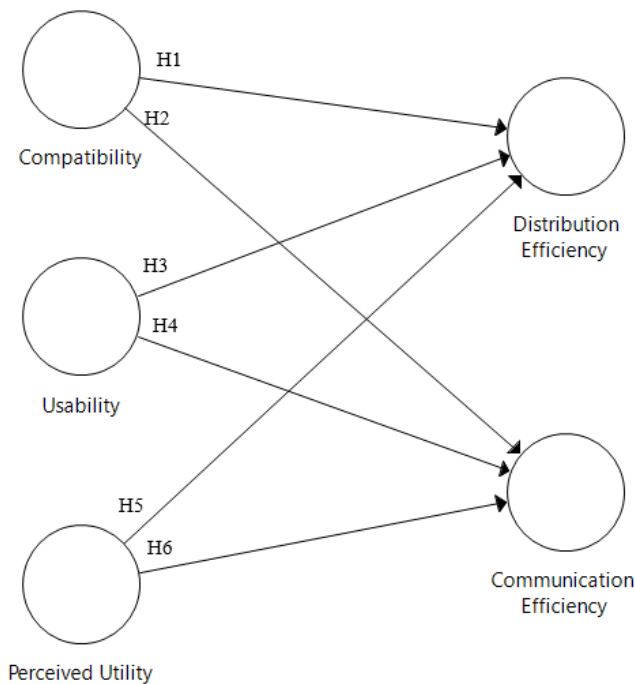 H1
H2
Compatibility
Distribution
Efficiency
H3
H4
Usability
H5
H6
Communication
Efficiency
Perceived Utility